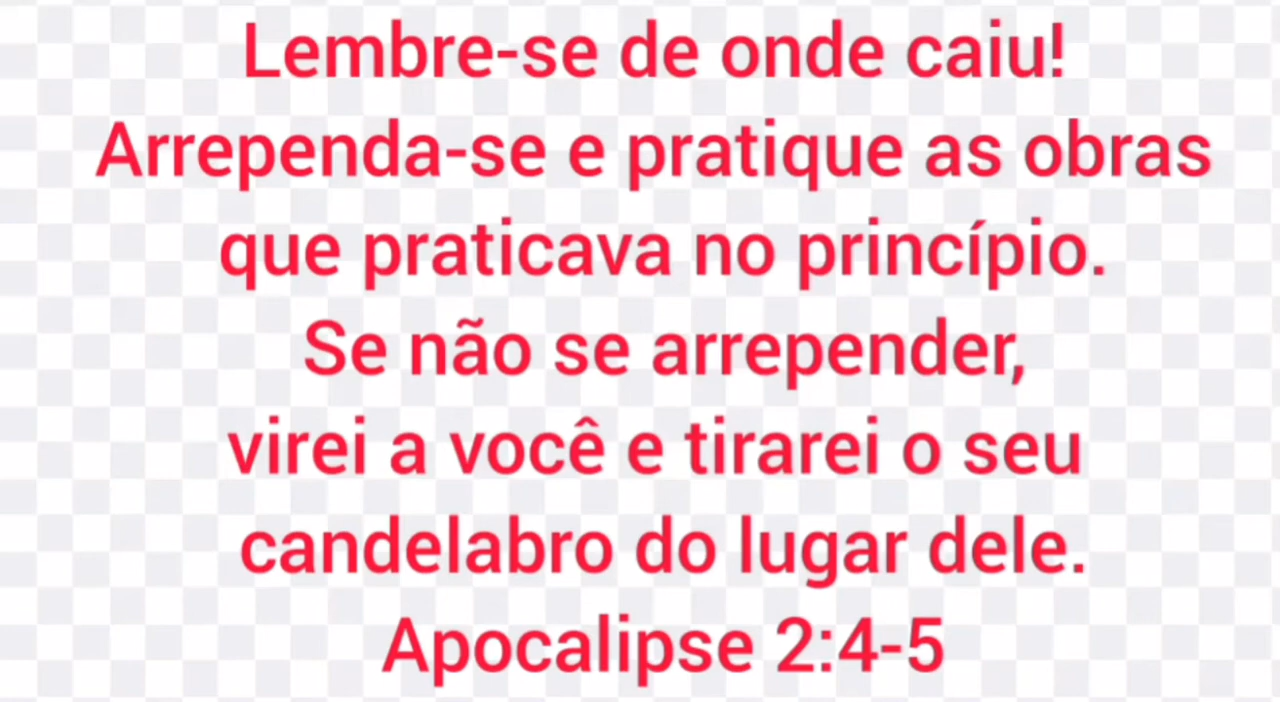 Lembre-se de onde caiu!
Arrependa-se e pratique as obras
que praticava no princípio.
Se não se arrepender,
virei a você e tirarei o seu
candelabro do lugar dele.
Apocalipse 2:4-5